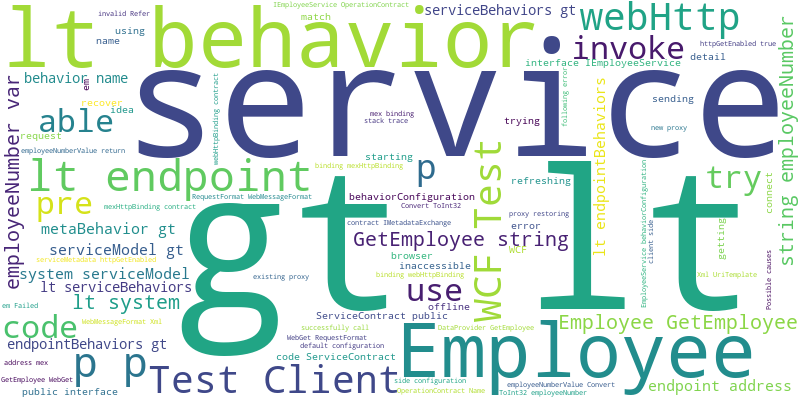 invalid Refer
IEmployeeService OperationContract
serviceBehaviors gt
webHttp
using
match
name
lt behavior
invoke
httpGetEnabled true
interface IEmployeeService
detail
behavior name
em
service
recover
idea
able
request
employeeNumberValue return
webHttpBinding contract
mex binding
stack trace
trying
following error
sending
new proxy
string employeeNumber
employeeNumber var
starting
p
lt endpoint
binding mexHttpBinding
WCF Test
refreshing
lt endpointBehaviors
try
connect
pre
mexHttpBinding contract
RequestFormat WebMessageFormat
behaviorConfiguration
Convert ToInt32
proxy restoring
EmployeeService behaviorConfiguration
client side
getting
metaBehavior gt
contract IMetadataExchange
GetEmployee string
error
WCF
serviceModel gt
browser
serviceMetadata httpGetEnabled
inaccessible
system serviceModel
existing proxy
binding webHttpBinding
Xml UriTemplate
Possible causes
lt serviceBehaviors
gt
lt
use
em Failed
lt system
offline
ServiceContract public
code
WebMessageFormat Xml
successfully call
DataProvider GetEmployee
Employee GetEmployee
endpointBehaviors gt
WebGet RequestFormat
default configuration
code ServiceContract
Employee
address mex
p p
GetEmployee WebGet
Test Client
side configuration
employeeNumberValue Convert
endpoint address
public interface
OperationContract Name
ToInt32 employeeNumber